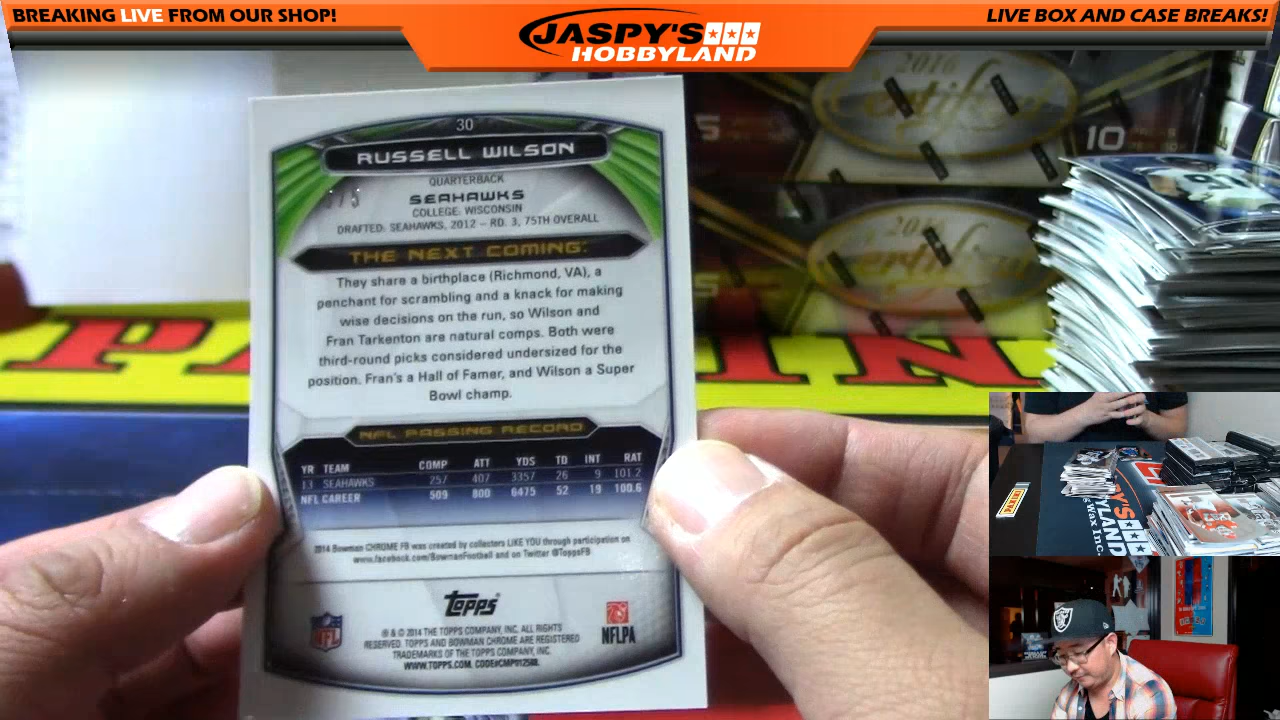 BREAKING LIVE FROM OUR SHOP!
JASPY'S
HOBBYLAND
LIVE BOX AND CASE BREAKS!
2016
Certified
10
Certified
30
RUSSELL WILSON
QUARTERBACK
SEAHAWKS
COLLEGE: WISCONSIN
DRAFTED: SEAHAWKS, 2012 – RD. 3, 75TH OVERALL
THE NEXT COMING:
They share a birthplace (Richmond, VA), a
penchant for scrambling and a knack for making
wise decisions on the run, so Wilson and
Fran Tarkenton are natural comps. Both were
third-round picks considered undersized for the
position. Fran's a Hall of Famer, and Wilson a Super
Bowl champ.
NFL PASSING RECORD
YR TEAM COMP ATT YDS TD INT RAT
13 SEAHAWKS 257 407 3357 26 9 101.2
NFL CAREER 509 800 6475 52 19 100.6
2014 Bowman CHROME FB was created by collectors LIKE YOU through participation on
www.facebook.com/BowmanFootball and on Twitter @ToppsFB
Topps
NFL
NFLPA
® & © 2014 THE TOPPS COMPANY, INC. ALL RIGHTS
RESERVED. TOPPS AND BOWMAN CHROME ARE REGISTERED
TRADEMARKS OF THE TOPPS COMPANY, INC.
WWW.TOPPS.COM
PANINI